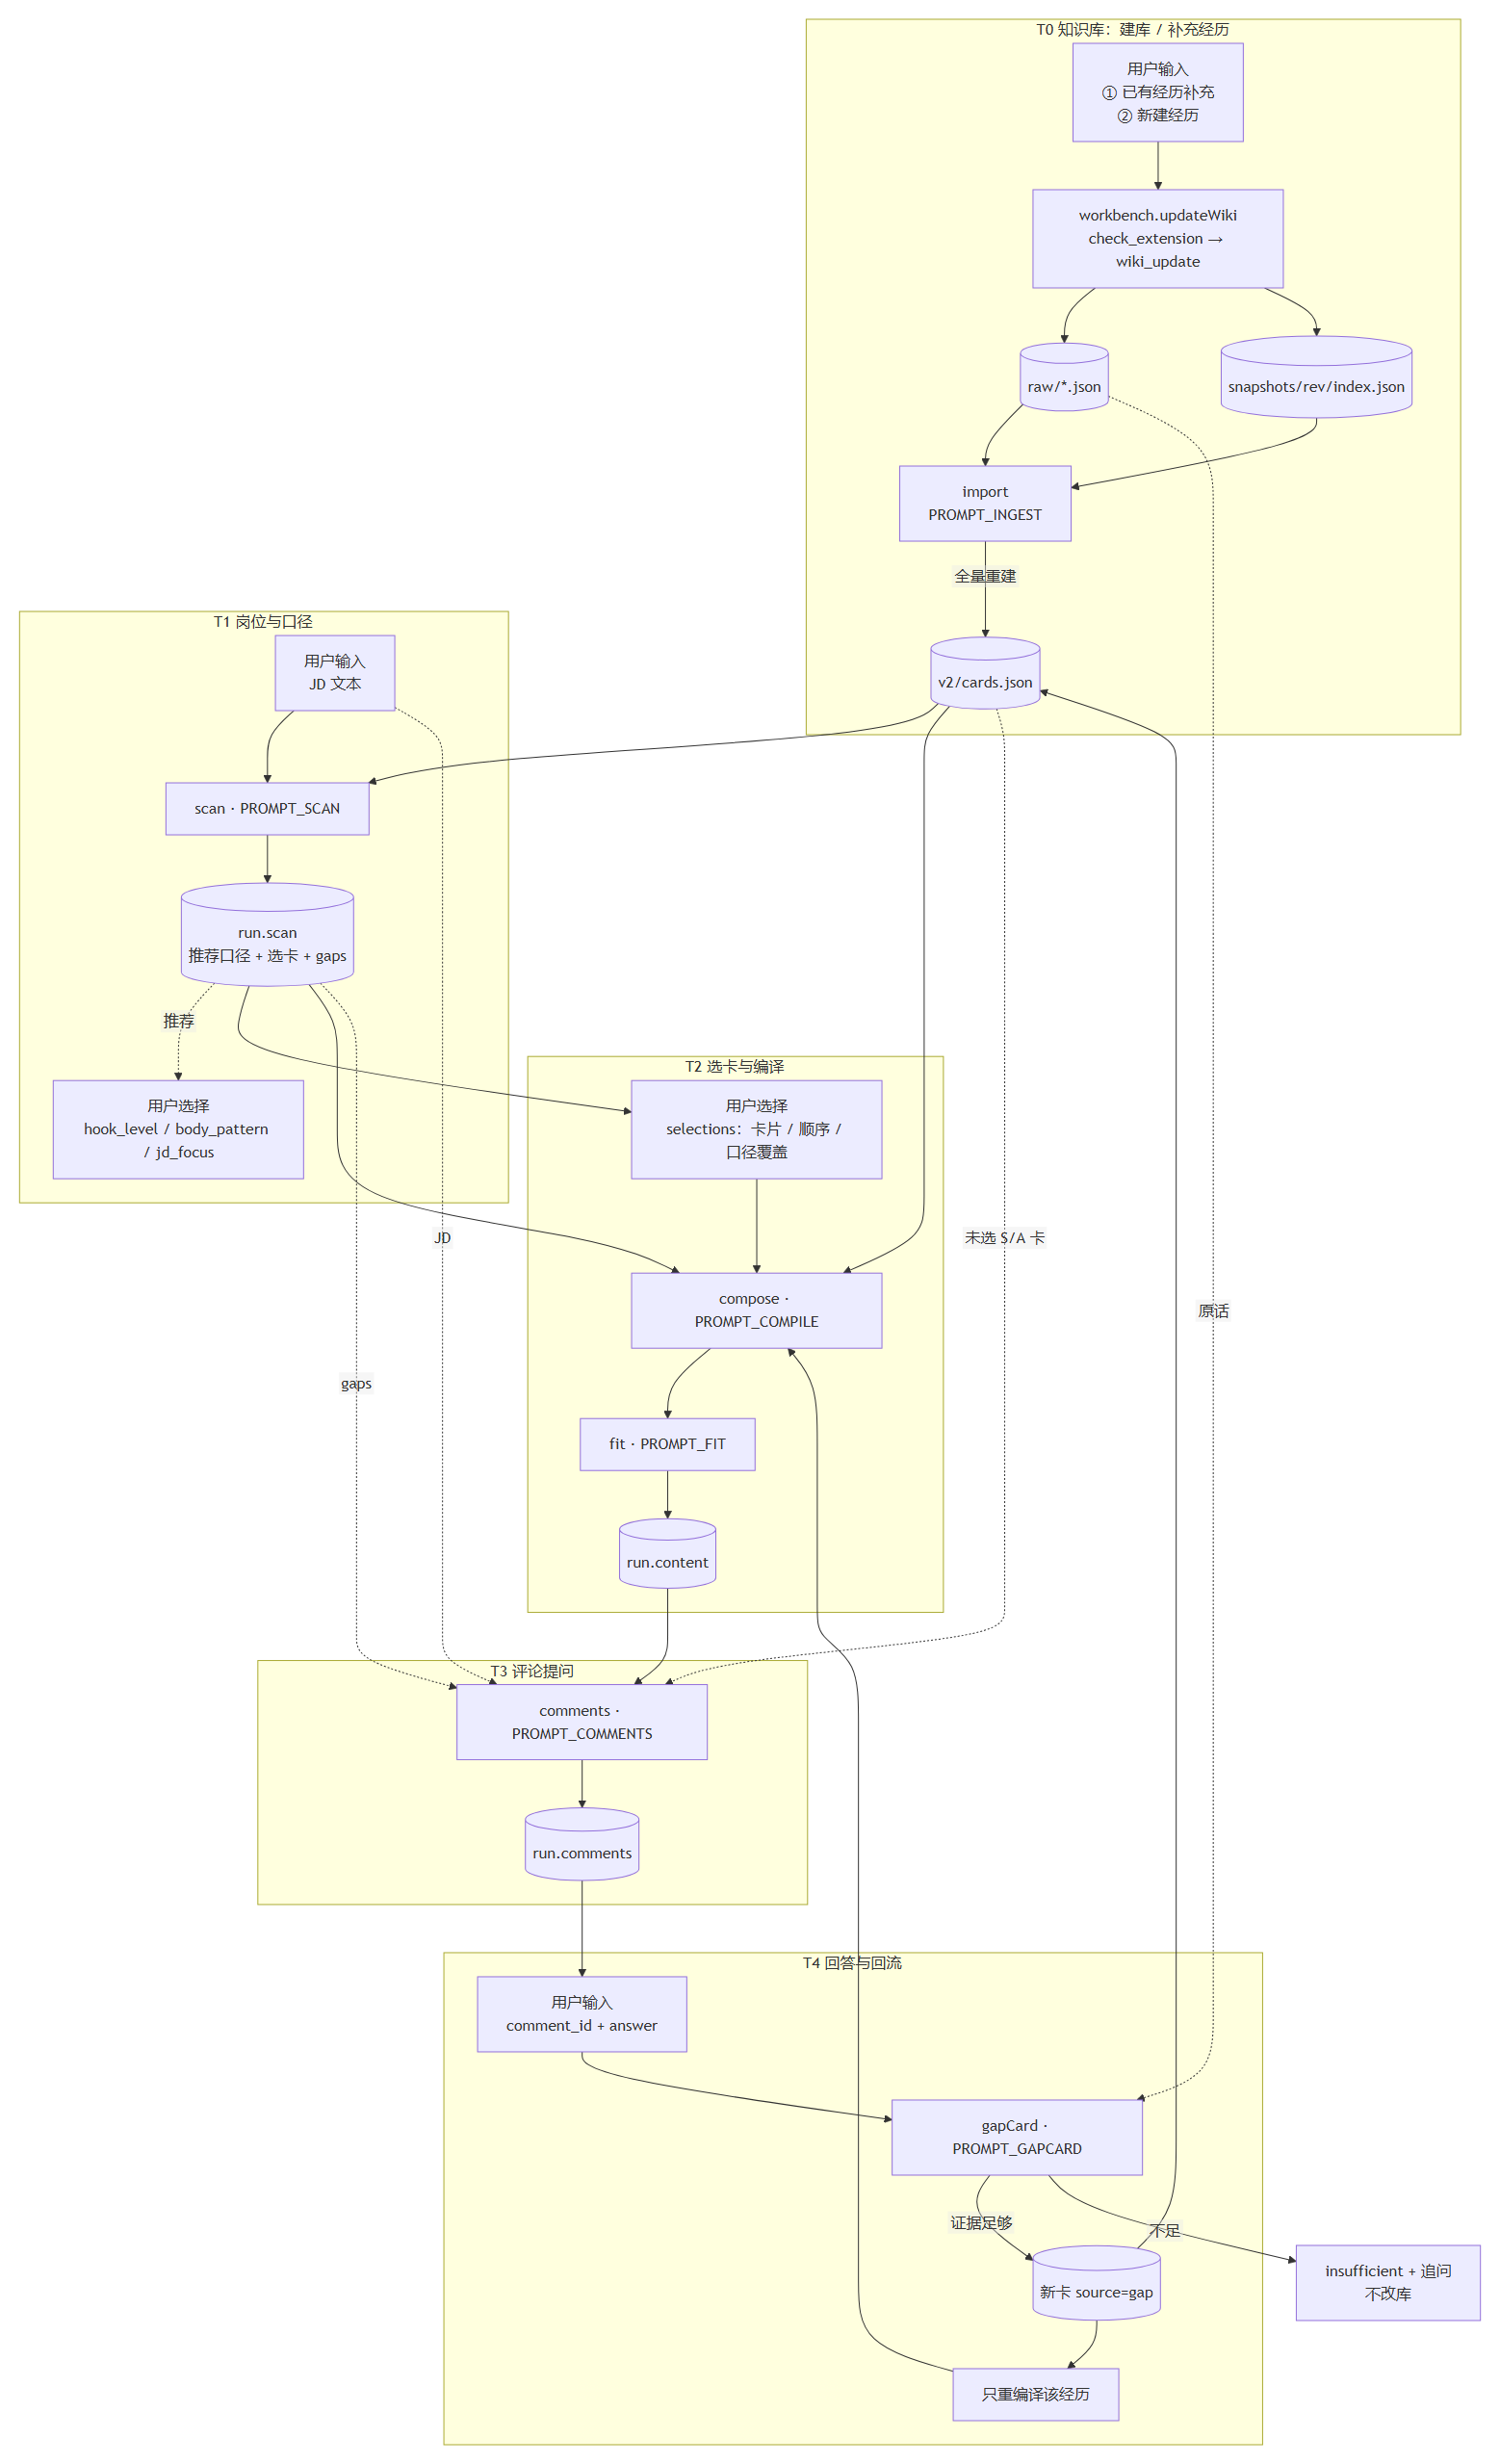 T0 知识库：建库 / 补充经历
用户输入
① 已有经历补充
② 新建经历
workbench.updateWiki
check_extension →
wiki_update
raw/*.json
snapshots/rev/index.json
import
PROMPT_INGEST
全量重建
v2/cards.json
T1 岗位与口径
用户输入
JD 文本
scan · PROMPT_SCAN
run.scan
推荐口径 + 选卡 + gaps
推荐
用户选择
hook_level / body_pattern
/ jd_focus
T2 选卡与编译
用户选择
selections：卡片 / 顺序 /
口径覆盖
JD
未选 S/A 卡
compose ·
PROMPT_COMPILE
原话
gaps
fit · PROMPT_FIT
run.content
T3 评论提问
comments ·
PROMPT_COMMENTS
run.comments
T4 回答与回流
用户输入
comment_id + answer
gapCard ·
PROMPT_GAPCARD
证据足够
不足
新卡 source=gap
insufficient + 追问
不改库
只重编译该经历